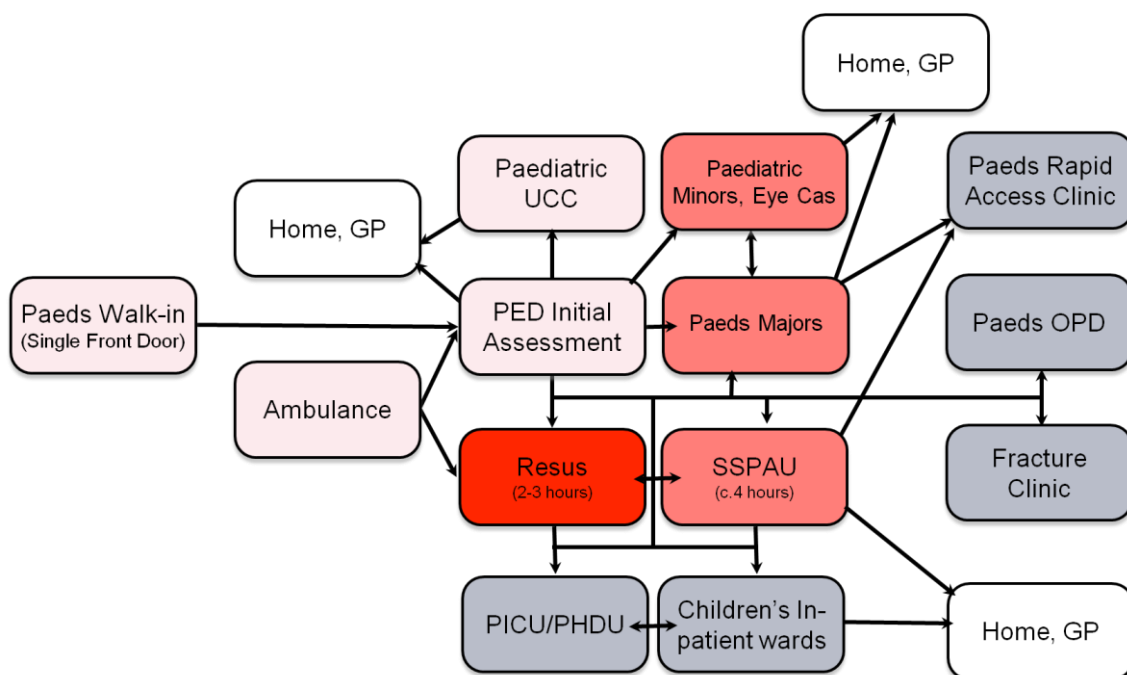 Home, GP
Paediatric
UCC
Paediatric
Minors, Eye Cas
Paeds Rapid
Access Clinic
Home, GP
Paeds Walk-in
(Single Front Door)
PED Initial
Assessment
Paeds Majors
Paeds OPD
Ambulance
Resus
(2-3 hours)
SSPAU
(c.4 hours)
Fracture
Clinic
PICU/PHDU
Children’s In-
patient wards
Home, GP